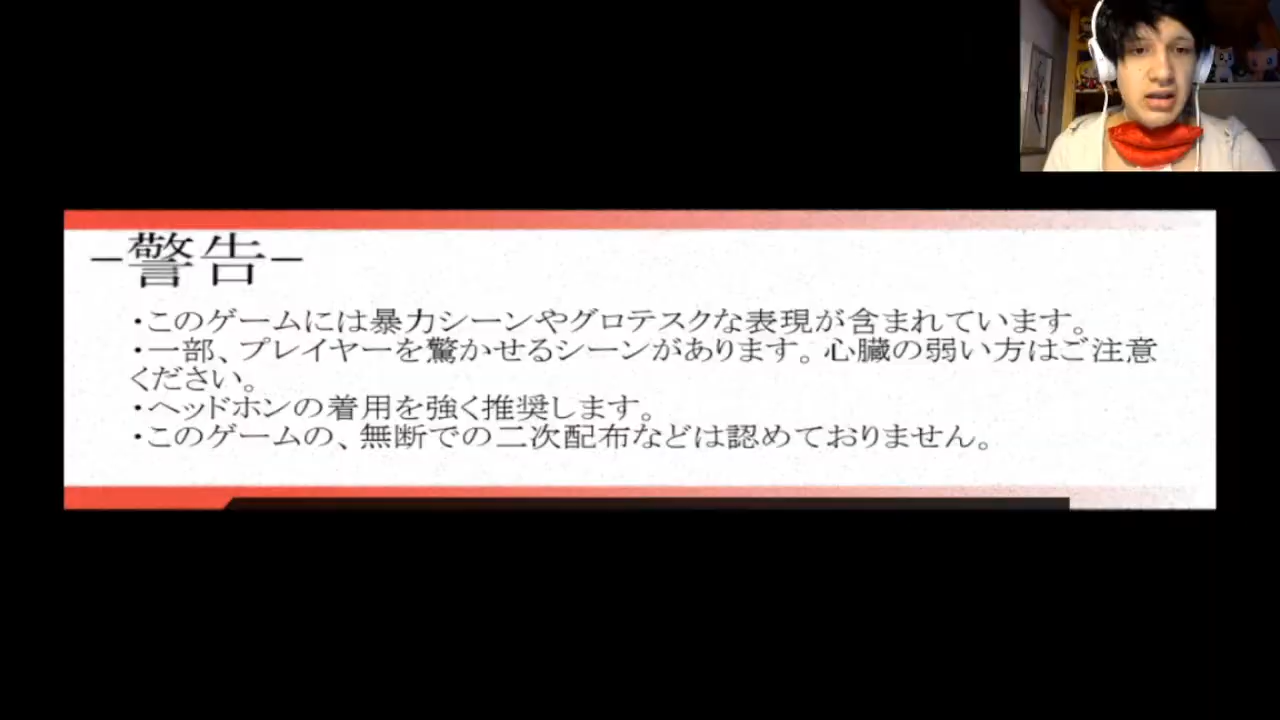 –警告–
・このゲームには暴力シーンやグロテスクな表現が含まれています。
・一部、プレイヤーを驚かせるシーンがあります。心臓の弱い方はご注意
ください。
・ヘッドホンの着用を強く推奨します。
・このゲームの、無断での二次配布などは認めておりません。